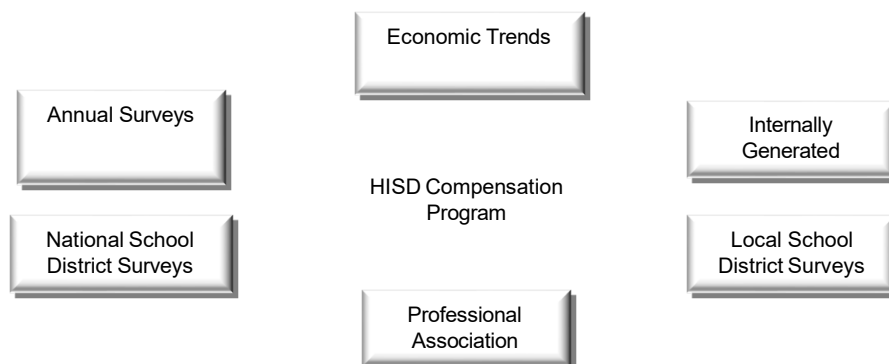 Economic Trends
Annual Surveys
Internally
Generated
HISD Compensation
Program
National School
District Surveys
Local School
District Surveys
Professional
Association